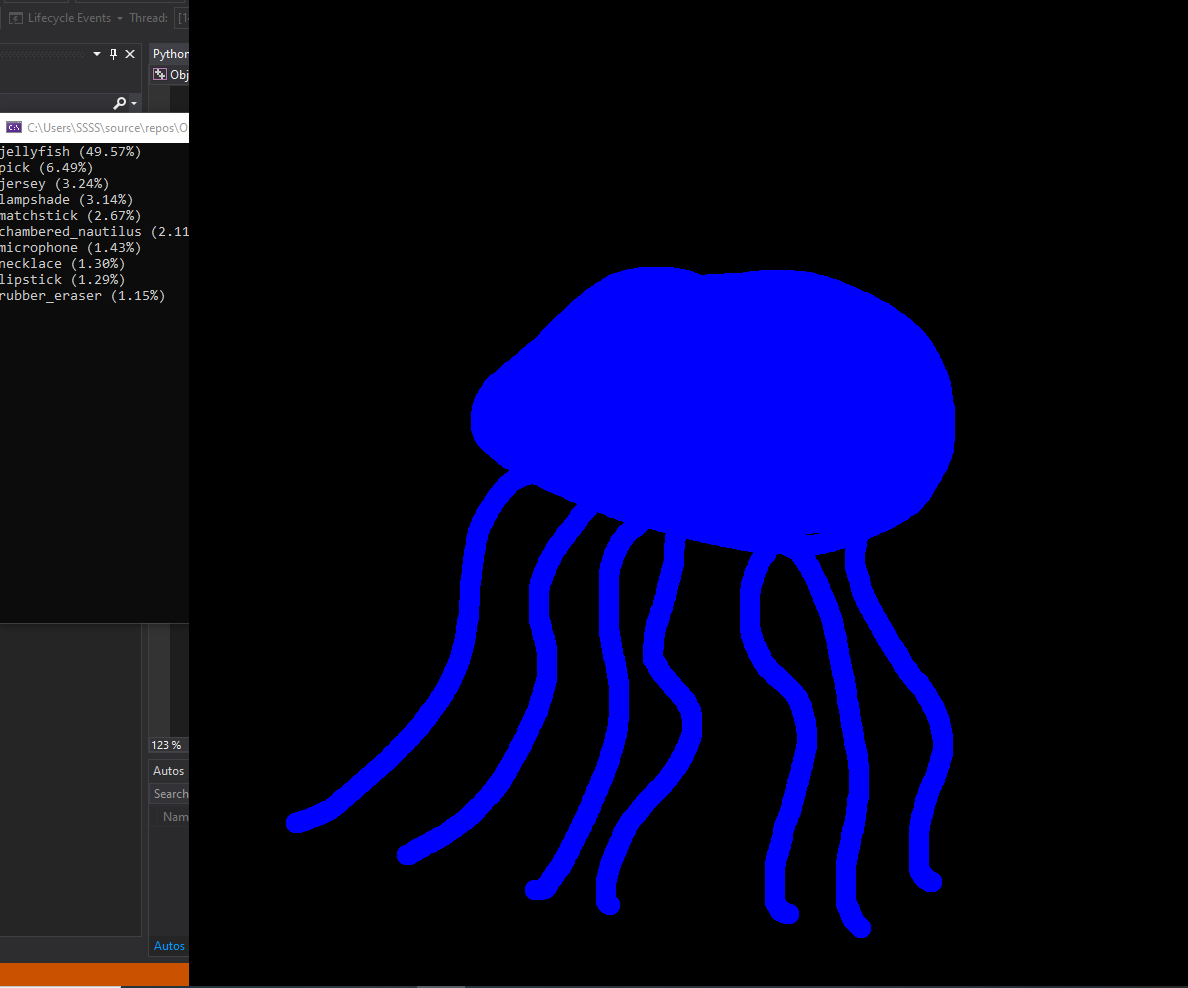 Lifecycle Events Thread: [1
Python
Obj
C:\Users\SSSS\source\repos\O
jellyfish (49.57%)
pick (6.49%)
jersey (3.24%)
lampshade (3.14%)
matchstick (2.67%)
chambered_nautilus (2.11
microphone (1.43%)
necklace (1.30%)
lipstick (1.29%)
rubber_eraser (1.15%)
123 %
Autos
Search
Nam
Autos